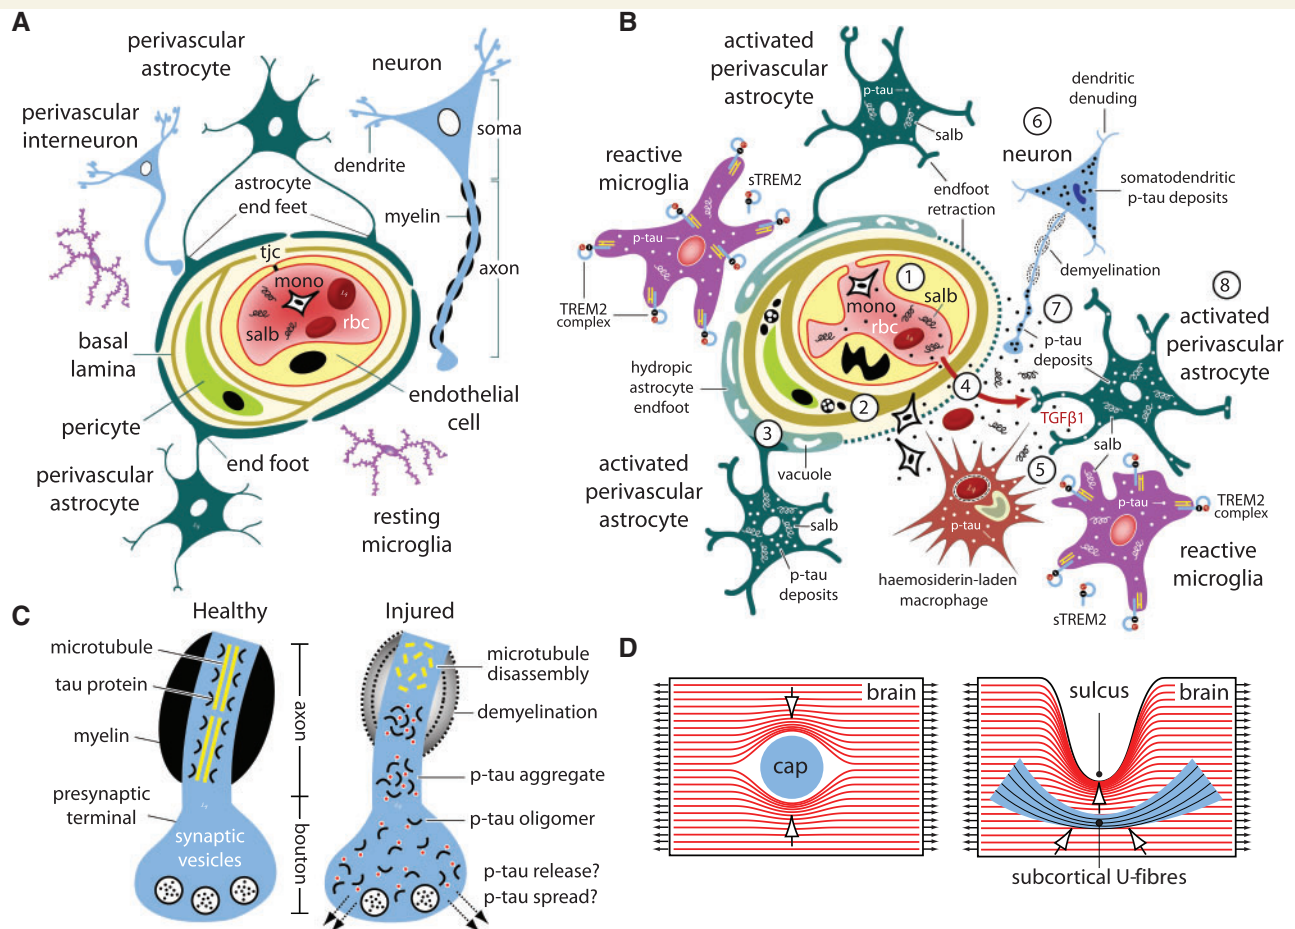 A
perivascular
astrocyte
neuron
perivascular
interneuron
soma
dendrite
astrocyte
end feet
myelin
tjc
mono
axon
salb
rbc
basal
lamina
endothelial
cell
pericyte
end foot
perivascular
astrocyte
resting
microglia
B
activated
perivascular
astrocyte
p-tau
salb
dendritic
denuding
6
neuron
reactive
microglia
sTREM2
somatodendritic
p-tau deposits
endfoot
retraction
p-tau
demyelination
TREM2
complex
1
mono
salb
rbc
7
8
activated
perivascular
astrocyte
p-tau
deposits
hydropic
astrocyte
endfoot
4
2
TGFβ1
3
salb
5
vacuole
activated
perivascular
astrocyte
salb
p-tau
p-tau
TREM2
complex
p-tau
deposits
haemosiderin-laden
macrophage
reactive
microglia
sTREM2
C
Healthy
Injured
microtubule
tau protein
myelin
presynaptic
terminal
synaptic
vesicles
axon
bouton
microtubule
disassembly
demyelination
p-tau aggregate
p-tau oligomer
p-tau release?
p-tau spread?
D
brain
cap
sulcus
brain
subcortical U-fibres